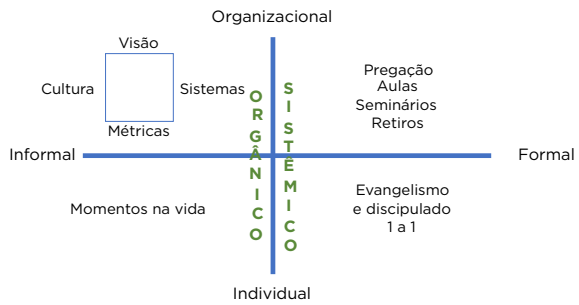 Organizacional
Visão
Cultura
Sistemas
Métricas
Pregação
Aulas
Seminários
Retiros
ORGÂNICO
SISTÊMICO
Informal
Formal
Momentos na vida
Evangelismo
e discipulado
1 a 1
Individual